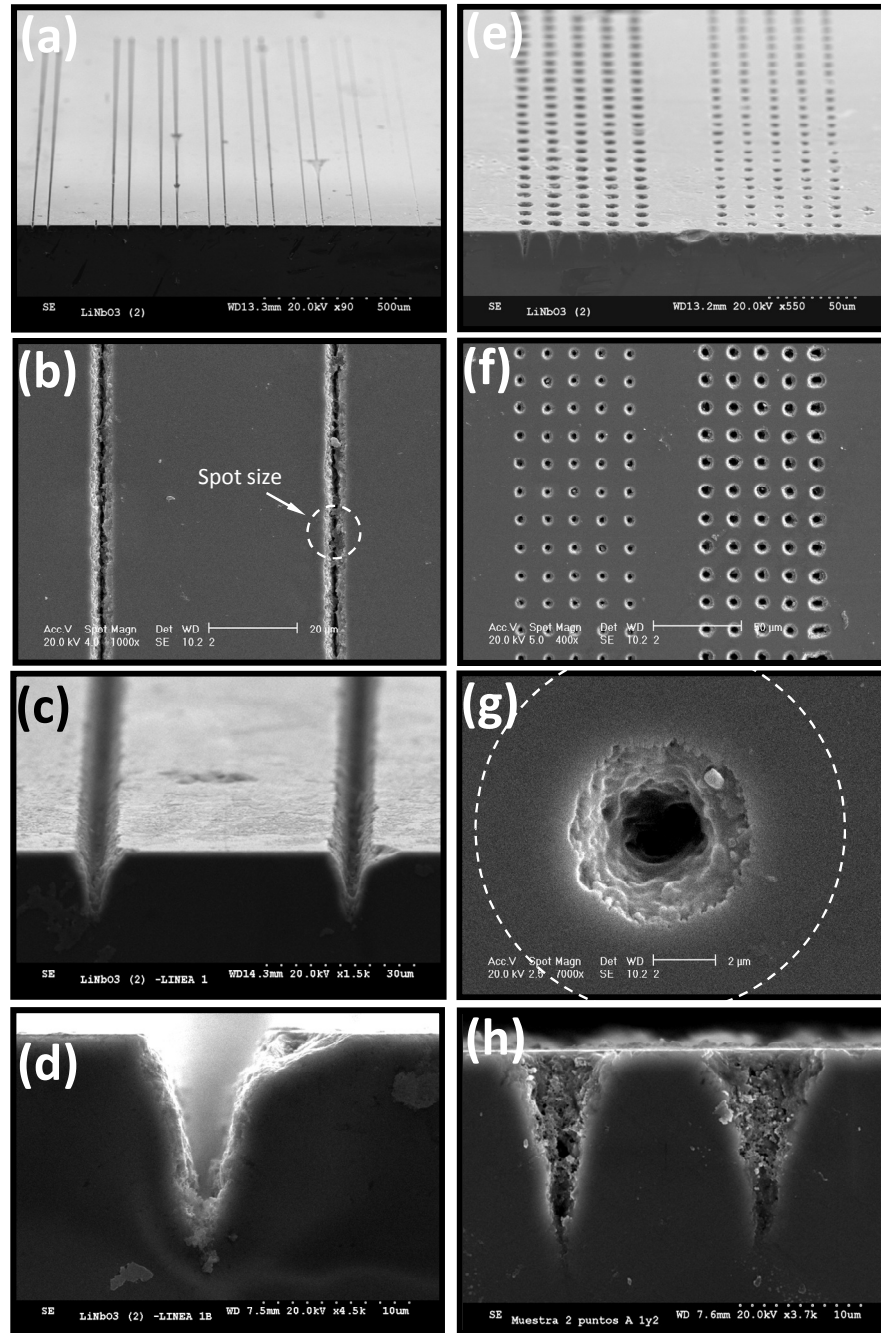 (a)
SE LiNbO3 (2) WD13.3mm 20.0kV x90 500um
(b)
Spot size
20 µm
Acc.V Spot Magn Det WD
20.0 kV 4.0 1000x SE 10.2 2
(c)
SE LiNbO3 (2) -LINEA 1 WD14.3mm 20.0kV x1.5k 30um
(d)
SE LiNbO3 (2) -LINEA 1B WD 7.5mm 20.0kV x4.5k 10um
(e)
SE LiNbO3 (2) WD13.2mm 20.0kV x550 50um
(f)
Acc.V Spot Magn Det WD 50 µm
20.0 kV 5.0 400x SE 10.2 2
(g)
Acc.V Spot Magn Det WD 2 µm
20.0 kV 2.5 7000x SE 10.2 2
(h)
SE Muestra 2 puntos A 1y2 WD 7.6mm 20.0kV x3.7k 10um